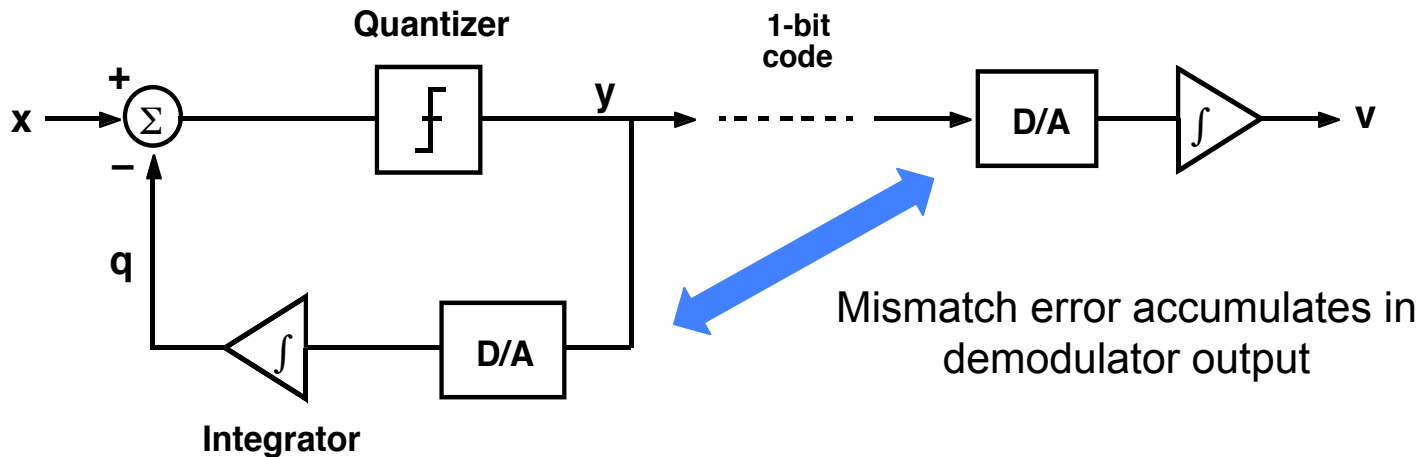 Quantizer
1-bit
code
+
x
Σ
−
y
D/A
∫
v
q
∫
D/A
Integrator
Mismatch error accumulates in
demodulator output